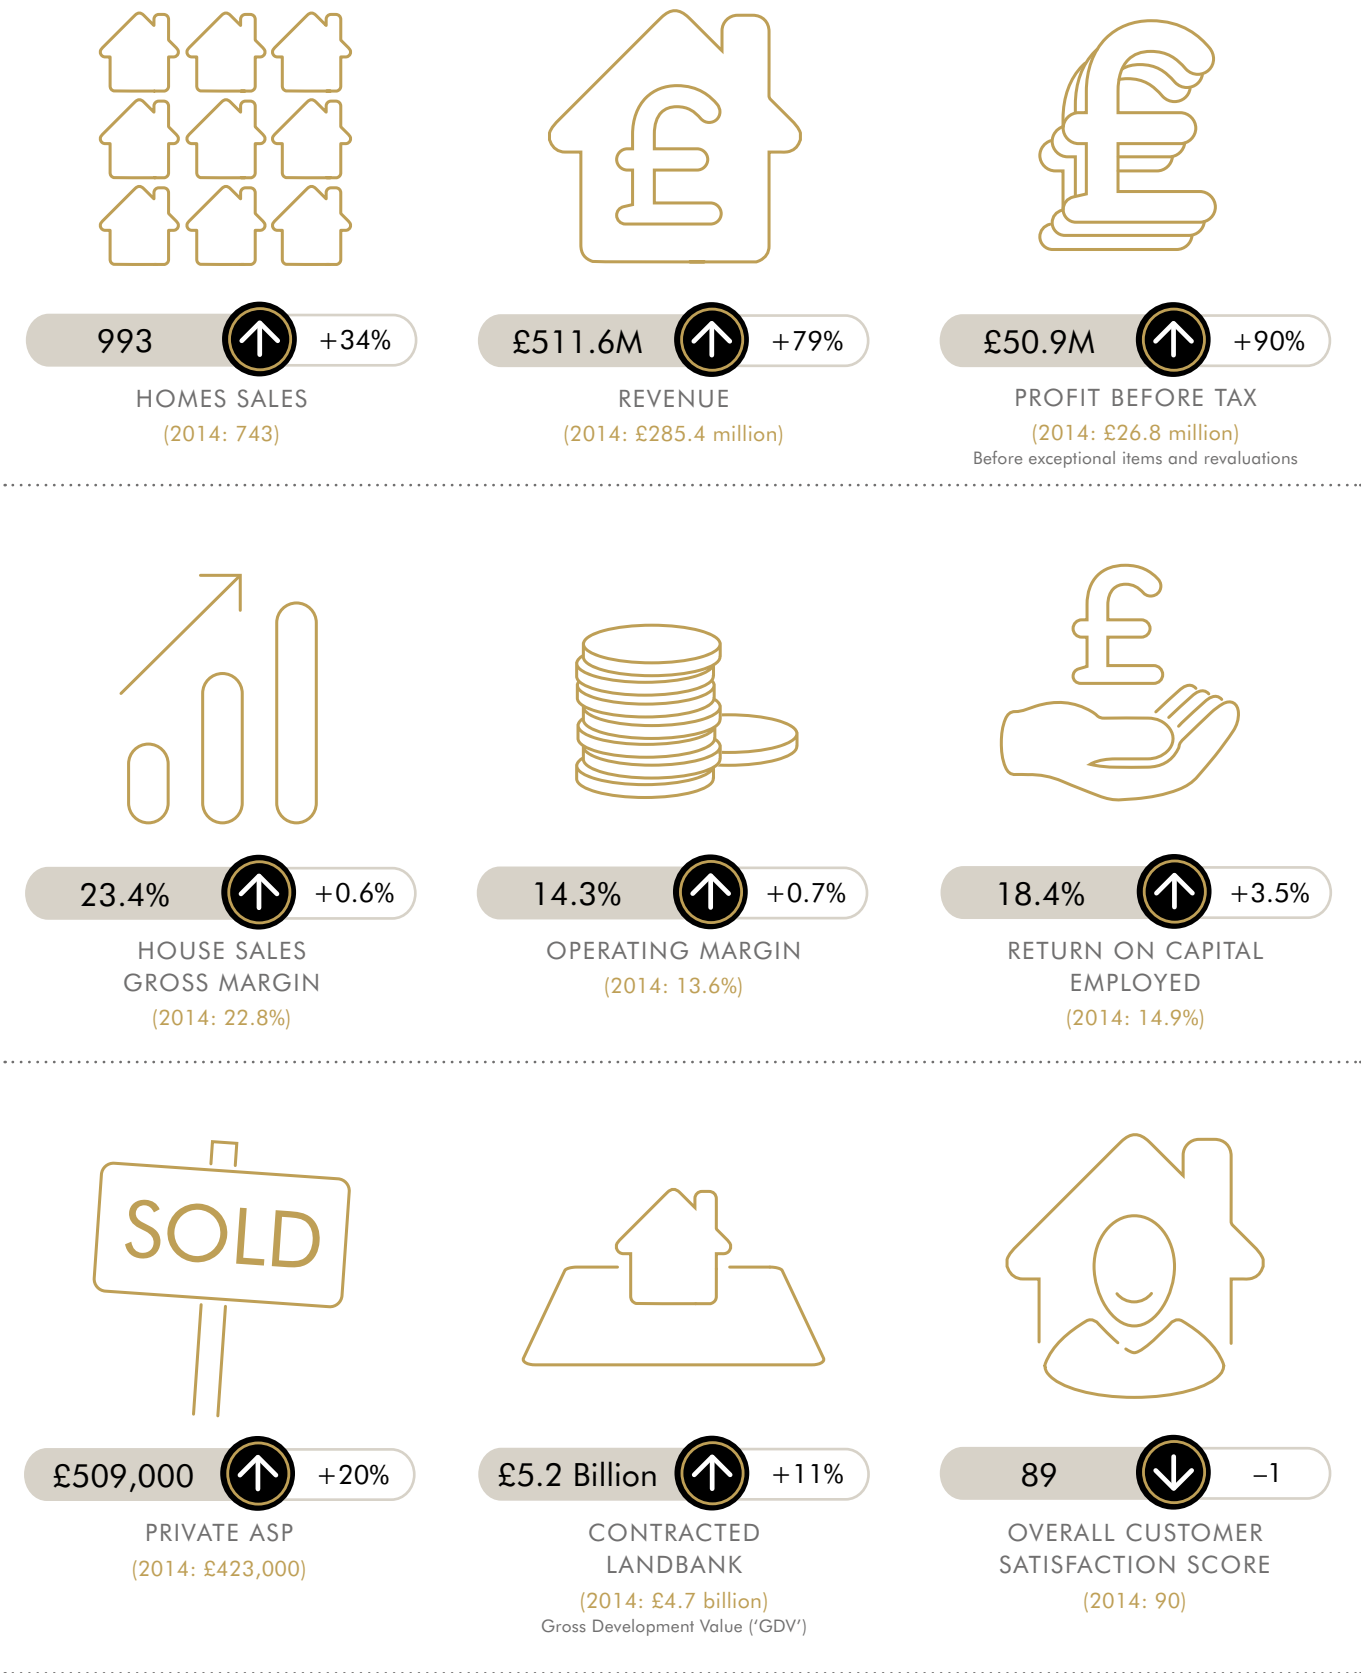 993
+34%
HOMES SALES
(2014: 743)
£511.6M
+79%
REVENUE
(2014: £285.4 million)
£50.9M
+90%
PROFIT BEFORE TAX
(2014: £26.8 million)
Before exceptional items and revaluations
23.4%
+0.6%
HOUSE SALES
GROSS MARGIN
(2014: 22.8%)
14.3%
+0.7%
OPERATING MARGIN
(2014: 13.6%)
18.4%
+3.5%
RETURN ON CAPITAL
EMPLOYED
(2014: 14.9%)
SOLD
£509,000
+20%
PRIVATE ASP
(2014: £423,000)
£5.2 Billion
+11%
CONTRACTED
LANDBANK
(2014: £4.7 billion)
Gross Development Value (‘GDV’)
89
–1
OVERALL CUSTOMER
SATISFACTION SCORE
(2014: 90)